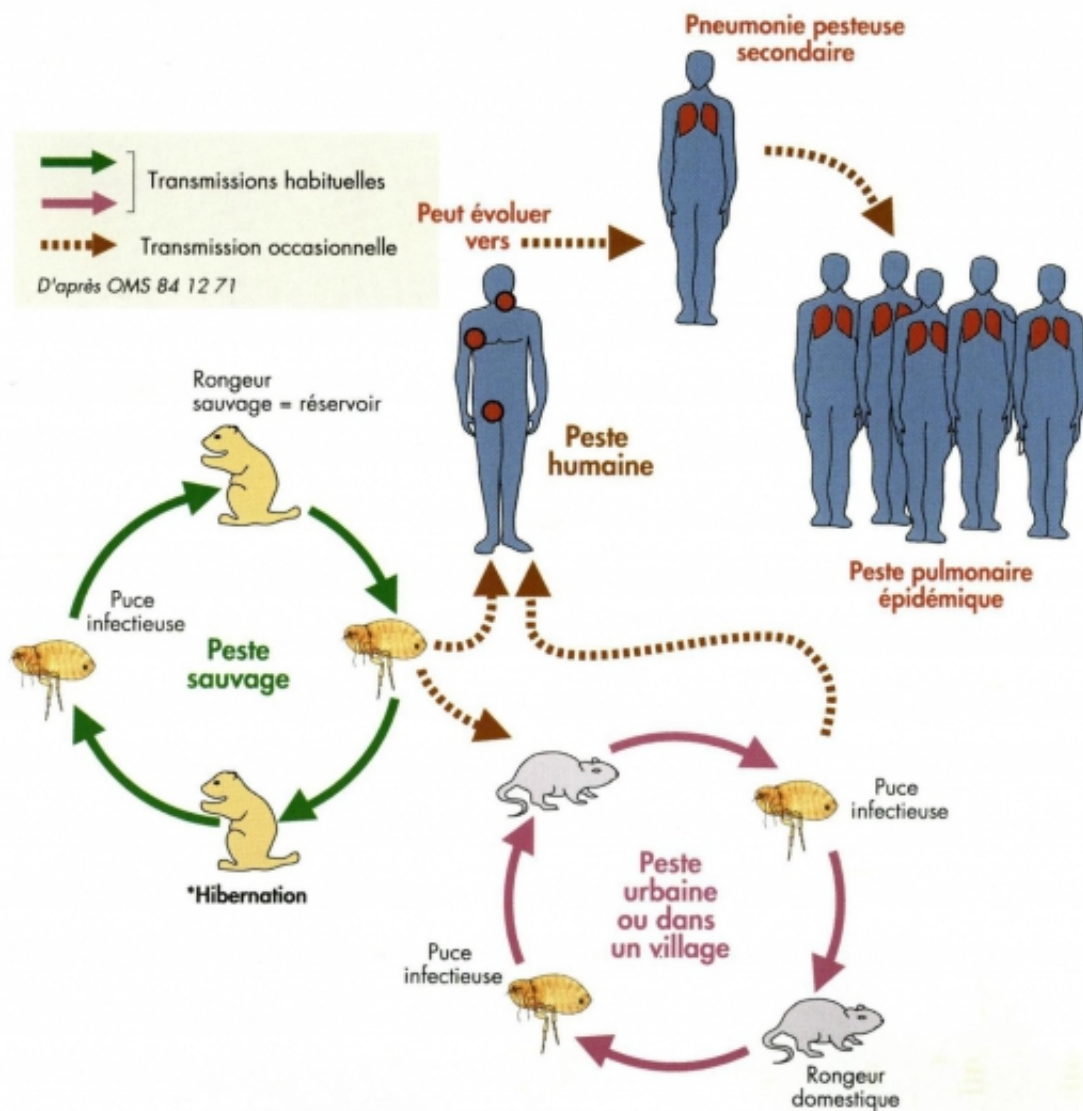 Pneumonie pesteuse
secondaire
Transmissions habituelles
Transmission occasionnelle
D'après OMS 84 12 71
Peut évoluer
vers
Rongeur
sauvage = réservoir
Peste
humaine
Peste pulmonaire
épidémique
Puce
infectieuse
Peste
sauvage
*Hibernation
Puce
infectieuse
Peste
urbaine
ou dans
un village
Puce
infectieuse
Rongeur
domestique